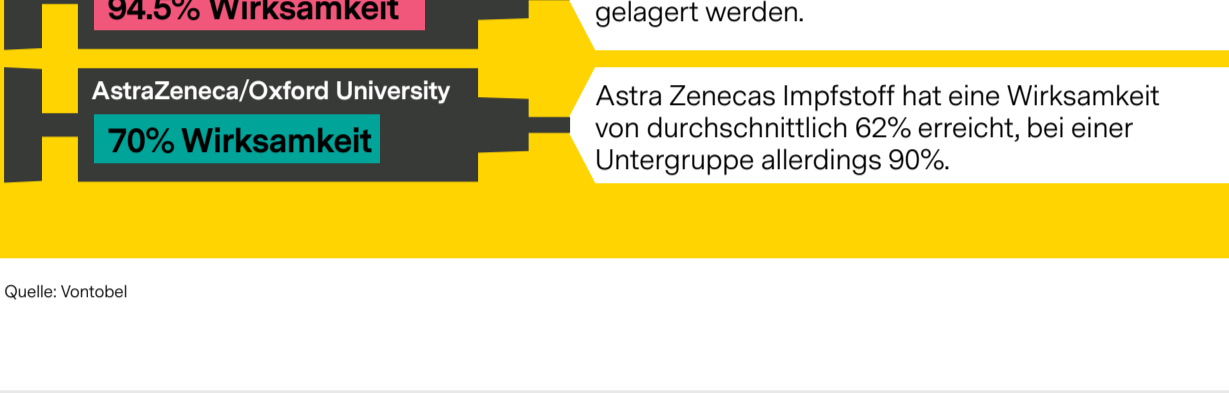 94.5% Wirksamkeit
gelagert werden.
AstraZeneca/Oxford University
70% Wirksamkeit
Astra Zenecas Impfstoff hat eine Wirksamkeit
von durchschnittlich 62% erreicht, bei einer
Untergruppe allerdings 90%.
Quelle: Vontobel